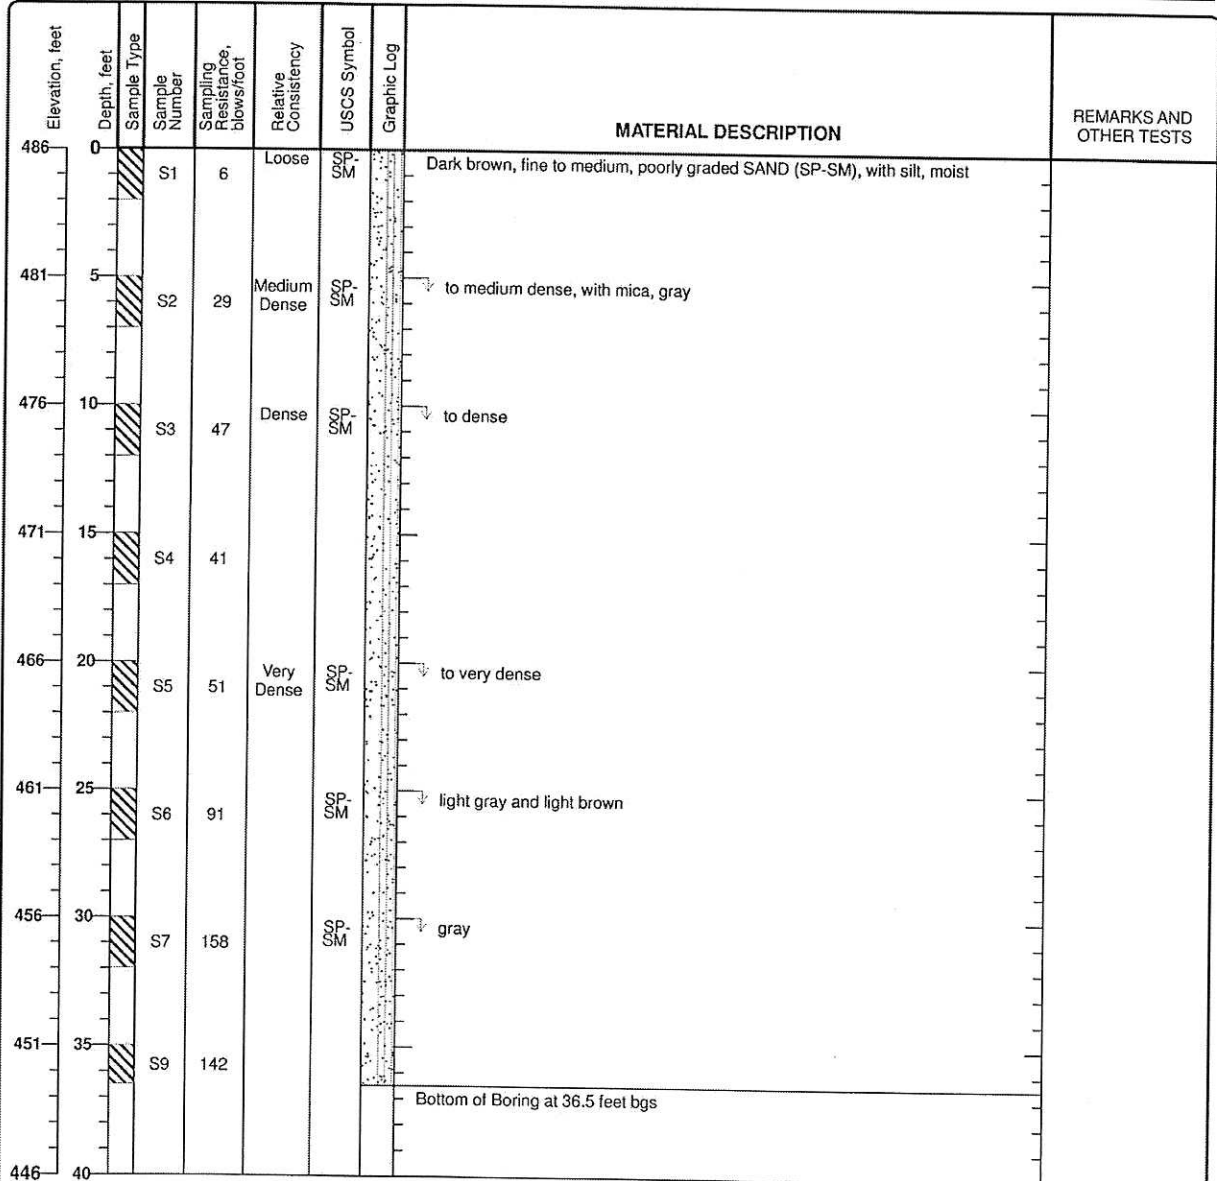 Elevation, feet
Depth, feet
Sample Type
Sample
Number
Sampling
Resistance,
blows/foot
Relative
Consistency
USCS Symbol
Graphic Log
MATERIAL DESCRIPTION
REMARKS AND
OTHER TESTS
486 0 S1 6 Loose SP-
SM Dark brown, fine to medium, poorly graded SAND (SP-SM), with silt, moist
481 5 S2 29 Medium
Dense SP-
SM to medium dense, with mica, gray
476 10 S3 47 Dense SP-
SM to dense
471 15 S4 41
466 20 S5 51 Very
Dense SP-
SM to very dense
461 25 S6 91 SP-
SM light gray and light brown
456 30 S7 158 SP-
SM gray
451 35 S9 142
Bottom of Boring at 36.5 feet bgs
446 40